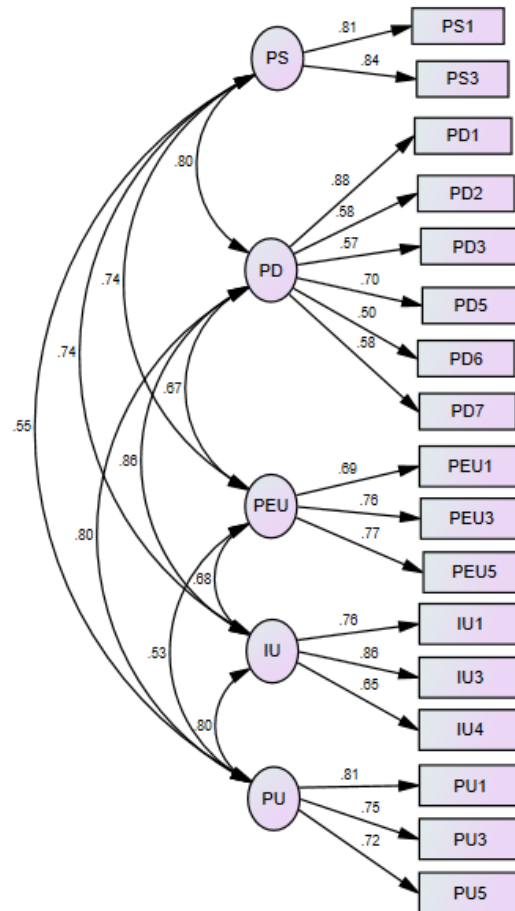 .81
PS1
PS
.84
PS3
PD1
.80
.88
PD2
.58
.57
PD3
PD
.70
PD5
.74
.50
.58
PD6
.74
.67
PD7
.55
.86
.69
PEU1
.80
PEU
.76
PEU3
.77
PEU5
.68
.76
IU1
.53
IU
.86
IU3
.65
IU4
.80
.81
PU1
PU
.75
PU3
.72
PU5